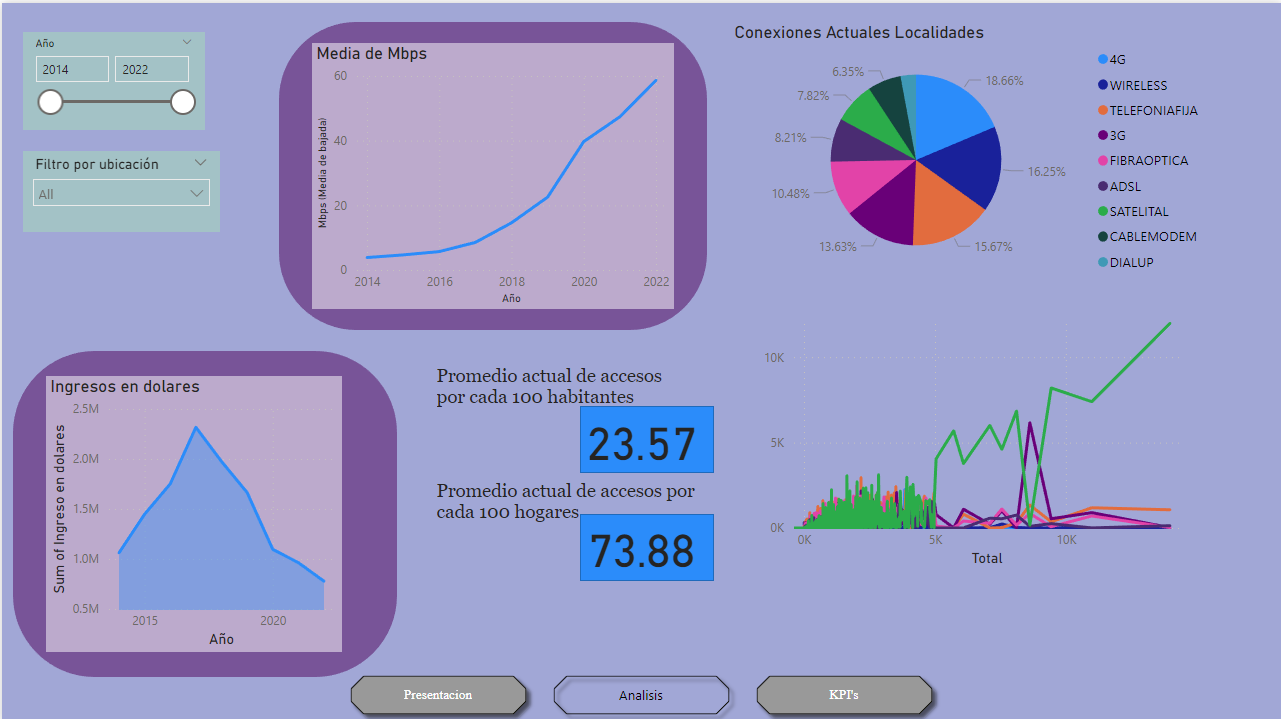 Año
2014
2022
Filtro por ubicación
All
Media de Mbps
Mbps (Media de bajada)
60
40
20
0
2014
2016
2018
2020
2022
Año
Conexiones Actuales Localidades
18.66%
16.25%
15.67%
13.63%
10.48%
8.21%
7.82%
6.35%
4G
WIRELESS
TELEFONIAFIJA
3G
FIBRAOPTICA
ADSL
SATELITAL
CABLEMODEM
DIALUP
Ingresos en dolares
Sum of Ingreso en dolares
2.5M
2.0M
1.5M
1.0M
0.5M
2015
2020
Año
Promedio actual de accesos
por cada 100 habitantes
23.57
Promedio actual de accesos por
cada 100 hogares
73.88
10K
5K
0K
0K
5K
10K
Total
Presentacion
Analisis
KPI's